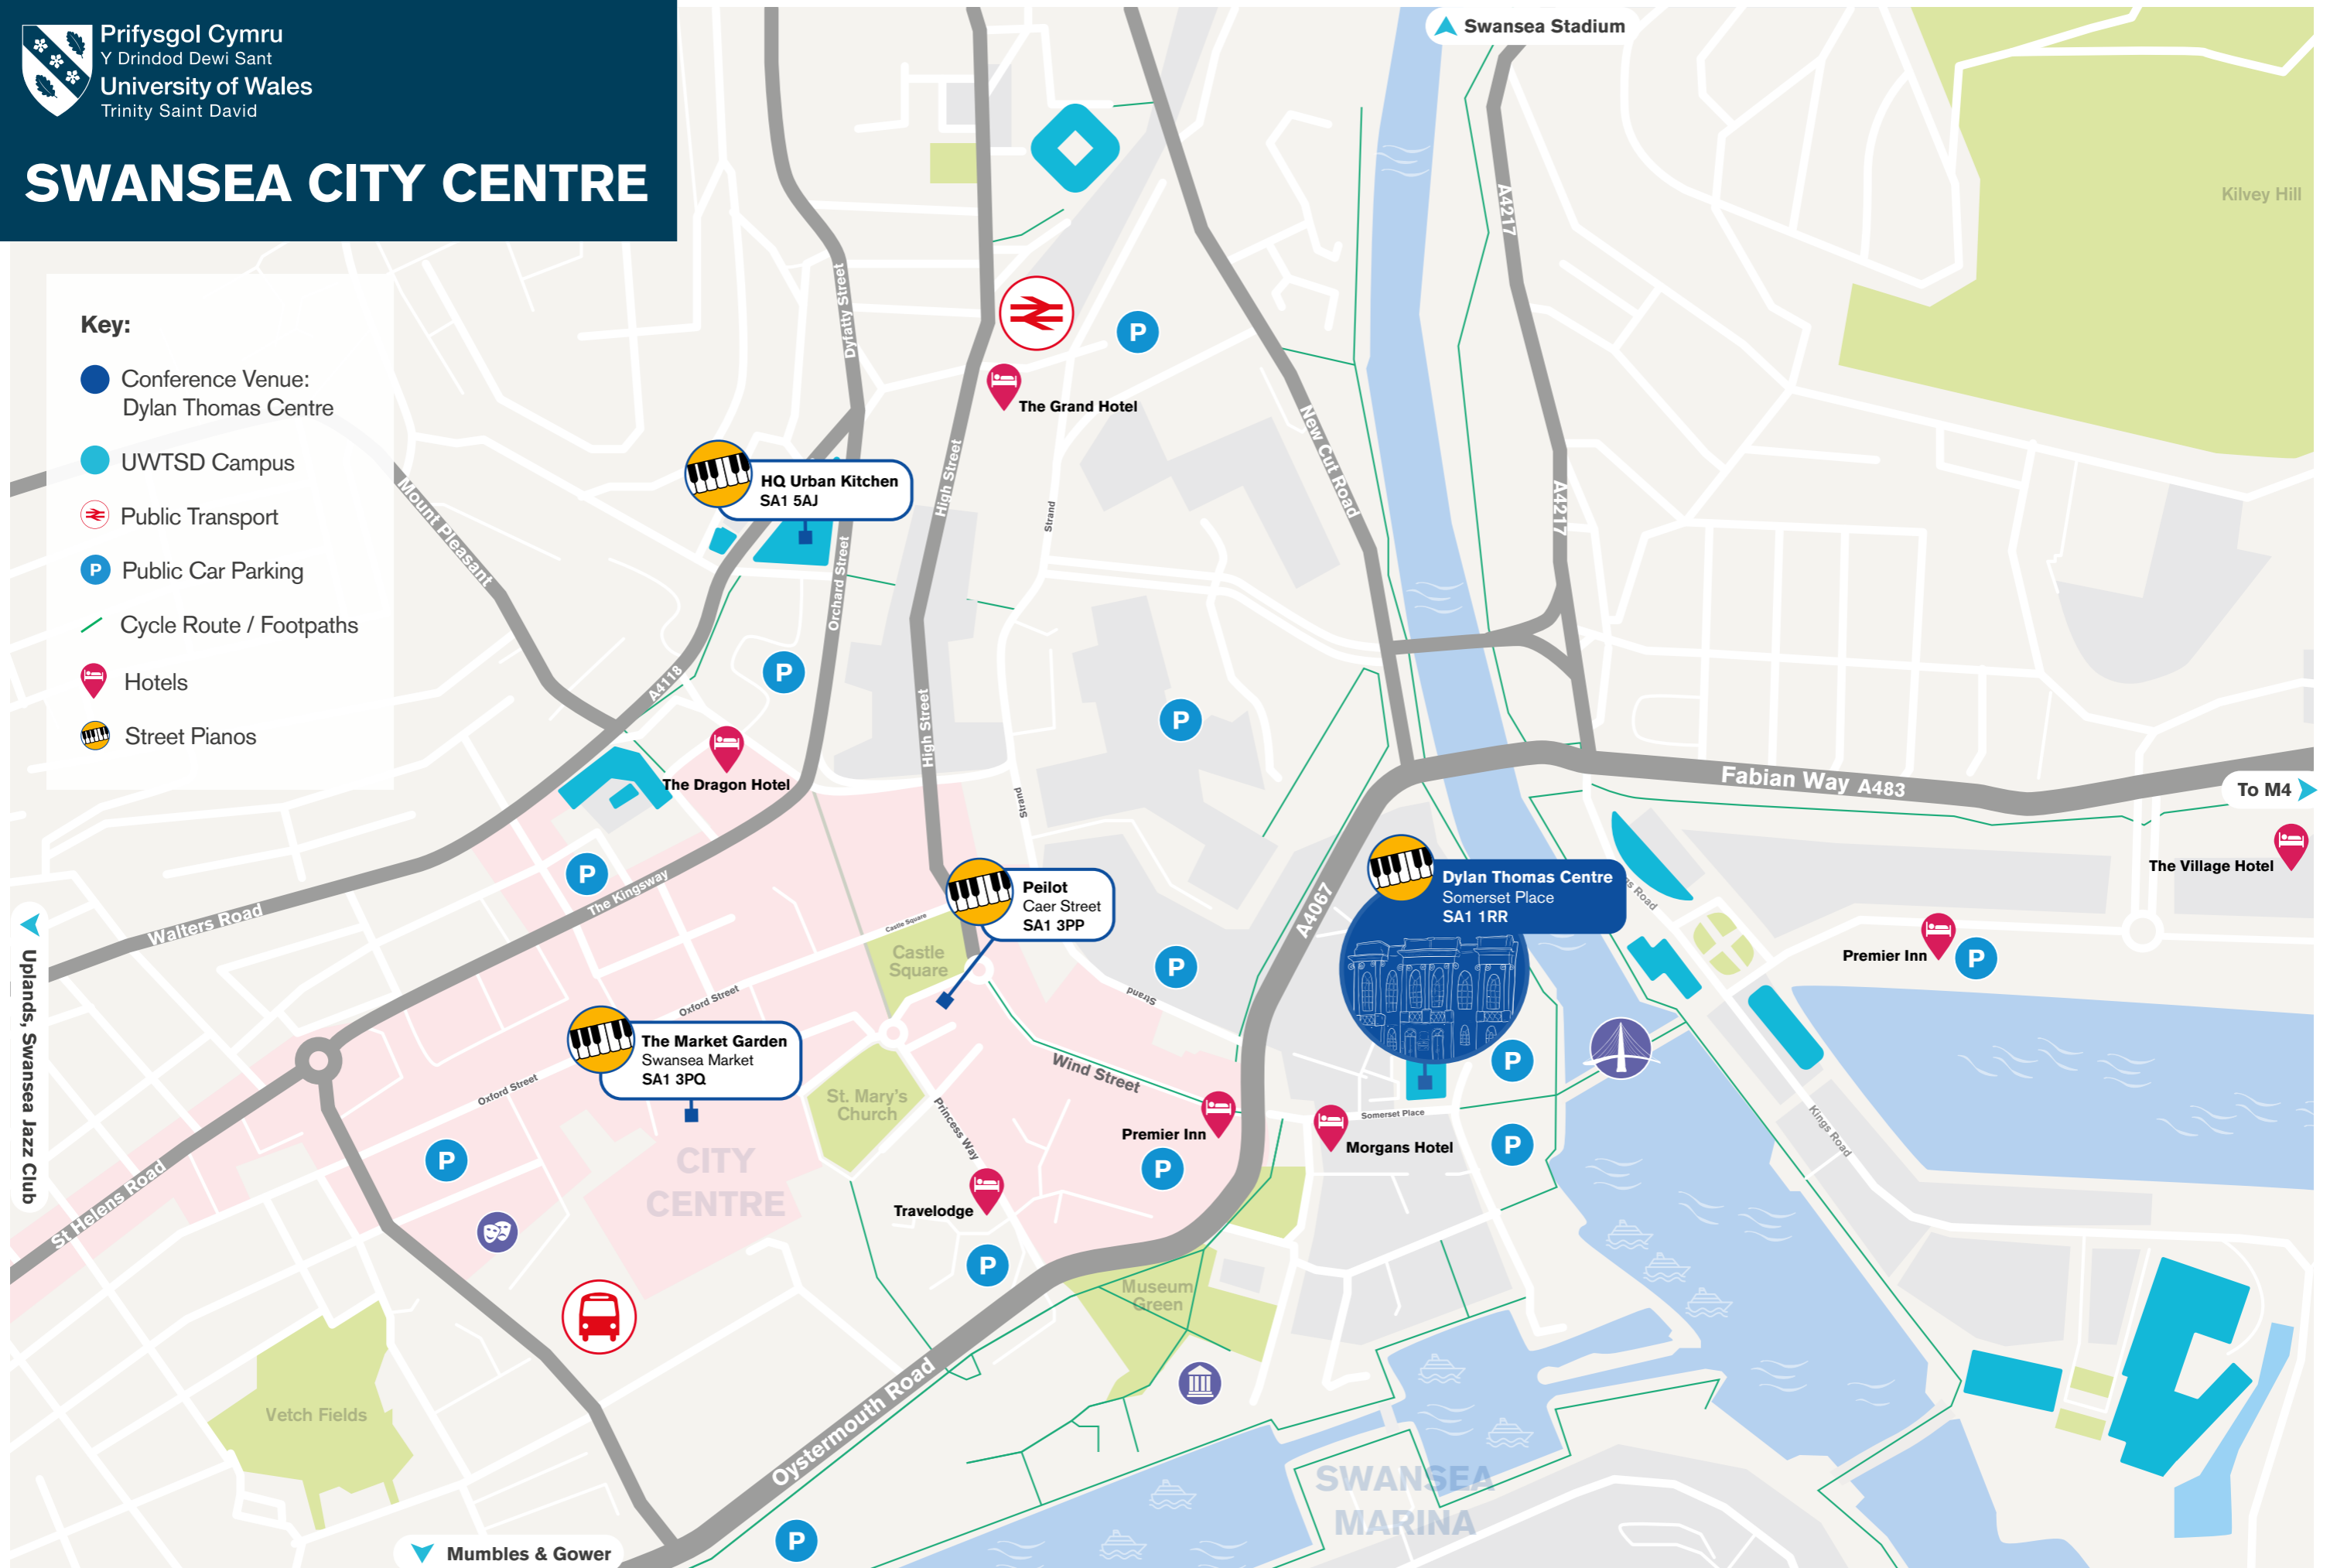 Prifysgol Cymru
Y Drindod Dewi Sant
University of Wales
Trinity Saint David
SWANSEA CITY CENTRE
Key:
Conference Venue:
Dylan Thomas Centre
UWTSD Campus
Public Transport
P
Public Car Parking
Cycle Route / Footpaths
Hotels
Street Pianos
Swansea Stadium
Kilvey Hill
A4217
Dyfatty Street
P
The Grand Hotel
High Street
New Cut Road
Mount Pleasant
HQ Urban Kitchen
SA1 5AJ
Strand
A4217
Orchard Street
A4118
P
High Street
P
The Dragon Hotel
Strand
Fabian Way A483
To M4
The Village Hotel
P
The Kingsway
Walters Road
Peilot
Caer Street
SA1 3PP
Castle Square
Castle
Square
A4067
Dylan Thomas Centre
Somerset Place
SA1 1RR
Road
Premier Inn
P
P
Strand
Oxford Street
Uplands, Swansea Jazz Club
The Market Garden
Swansea Market
SA1 3PQ
Oxford Street
Wind Street
P
St. Mary's
Church
Princess Way
Premier Inn
P
Somerset Place
Morgans Hotel
P
Kings Road
CITY
CENTRE
P
St Helens Road
Travelodge
P
Museum
Green
Vetch Fields
Oystermouth Road
SWANSEA
MARINA
P
Mumbles & Gower